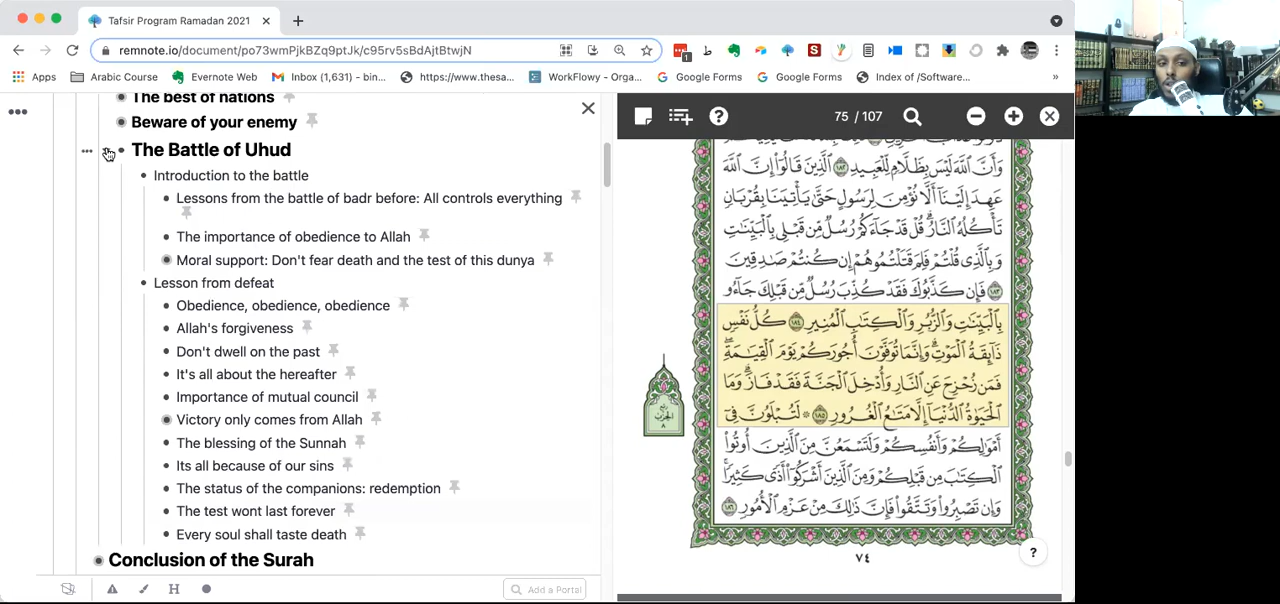 Tafsir Program Ramadan 2021
remnote.io/document/po73wmPjkBZq9ptJk/c95rv5sBdAjtBtwjN
Apps Arabic Course Evernote Web Inbox (1,631) - bin... https://www.thesa... WorkFlowy - Orga... Google Forms Google Forms Index of /Software... »
The best of nations
Beware of your enemy
The Battle of Uhud
Introduction to the battle
Lessons from the battle of badr before: All controls everything
The importance of obedience to Allah
Moral support: Don't fear death and the test of this dunya
Lesson from defeat
Obedience, obedience, obedience
Allah's forgiveness
Don't dwell on the past
It's all about the hereafter
Importance of mutual council
Victory only comes from Allah
The blessing of the Sunnah
Its all because of our sins
The status of the companions: redemption
The test wont last forever
Every soul shall taste death
Conclusion of the Surah
H
Add a Portal
75 / 107
وَأَنَّ ٱللَّهَ لَيْسَ بِظَلَّامٍ لِّلْعَبِيدِ ١٨٢ ٱلَّذِينَ قَالُوٓا۟ إِنَّ ٱللَّهَ
عَهِدَ إِلَيْنَآ أَلَّا نُؤْمِنَ لِرَسُولٍ حَتَّىٰ يَأْتِيَنَا بِقُرْبَانٍ
تَأْكُلُهُ ٱلنَّارُ ۗ قُلْ قَدْ جَآءَكُمْ رُسُلٌ مِّن قَبْلِى بِٱلْبَيِّنَٰتِ
وَبِٱلَّذِى قُلْتُمْ فَلِمَ قَتَلْتُمُوهُمْ إِن كُنتُمْ صَٰدِقِينَ
١٨٣ فَإِن كَذَّبُوكَ فَقَدْ كُذِّبَ رُسُلٌ مِّن قَبْلِكَ جَآءُو
بِٱلْبَيِّنَٰتِ وَٱلزُّبُرِ وَٱلْكِتَٰبِ ٱلْمُنِيرِ ١٨٤ كُلُّ نَفْسٍ
ذَآئِقَةُ ٱلْمَوْتِ ۗ وَإِنَّمَا تُوَفَّوْنَ أُجُورَكُمْ يَوْمَ ٱلْقِيَٰمَةِ ۖ
فَمَن زُحْزِحَ عَنِ ٱلنَّارِ وَأُدْخِلَ ٱلْجَنَّةَ فَقَدْ فَازَ ۗ وَمَا
ٱلْحَيَوٰةُ ٱلدُّنْيَآ إِلَّا مَتَٰعُ ٱلْغُرُورِ ١٨٥ ۞ لَتُبْلَوُنَّ فِىٓ
أَمْوَٰلِكُمْ وَأَنفُسِكُمْ وَلَتَسْمَعُنَّ مِنَ ٱلَّذِينَ أُوتُوا۟
ٱلْكِتَٰبَ مِن قَبْلِكُمْ وَمِنَ ٱلَّذِينَ أَشْرَكُوٓا۟ أَذًى كَثِيرًا ۚ
وَإِن تَصْبِرُوا۟ وَتَتَّقُوا۟ فَإِنَّ ذَٰلِكَ مِنْ عَزْمِ ٱلْأُمُورِ ١٨٦
ربع
الحزب
٨
٧٤
?